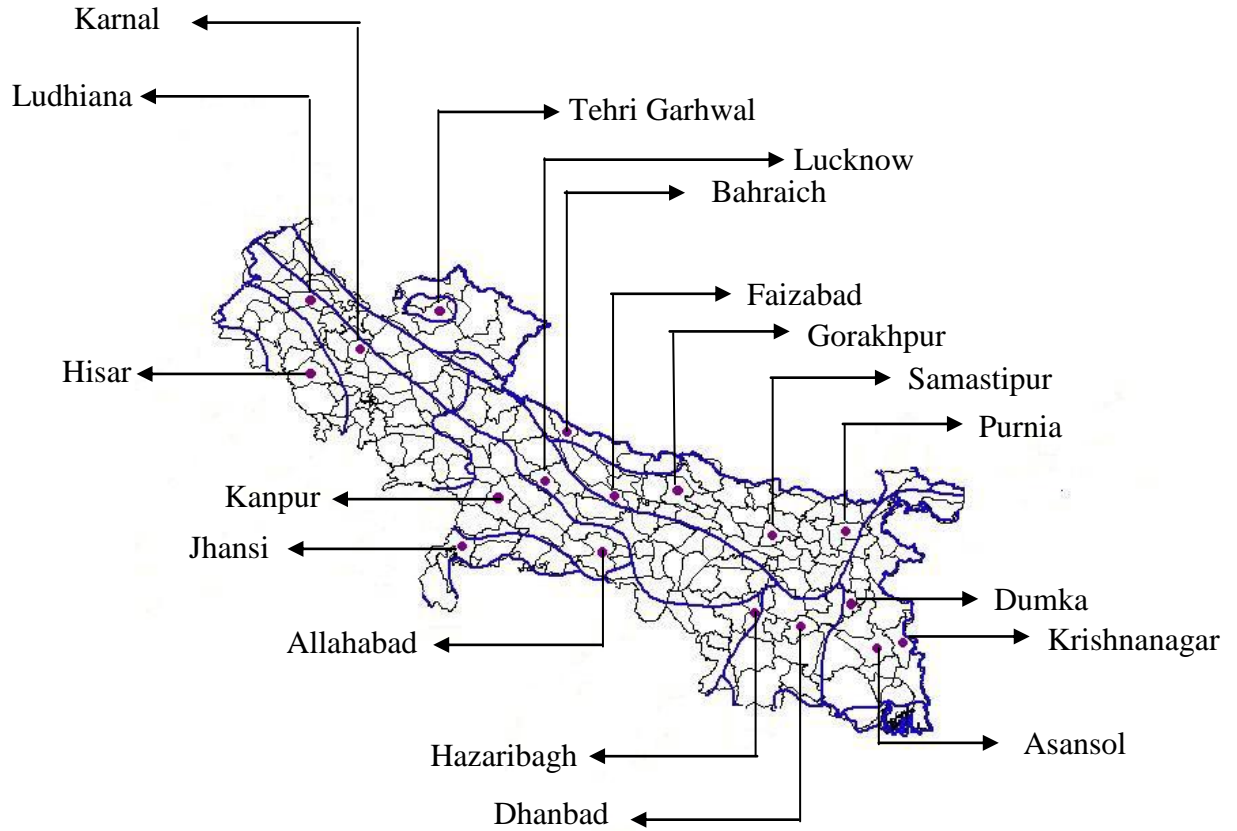 Karnal
Ludhiana
Tehri Garhwal
Lucknow
Bahraich
Faizabad
Gorakhpur
Hisar
Samastipur
Purnia
Kanpur
Jhansi
Dumka
Allahabad
Krishnanagar
Asansol
Hazaribagh
Dhanbad